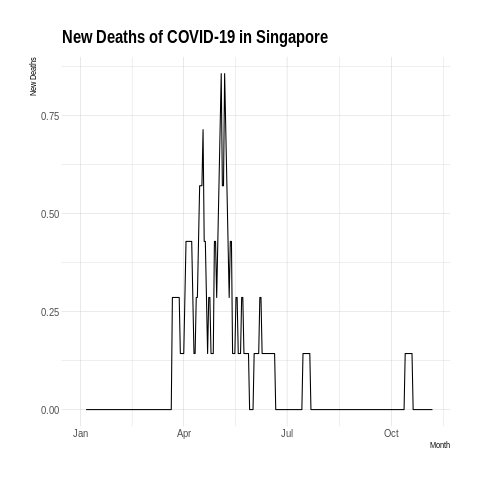 New Deaths of COVID-19 in Singapore
New Deaths
0.75
0.50
0.25
0.00
Jan Apr Jul Oct
Month